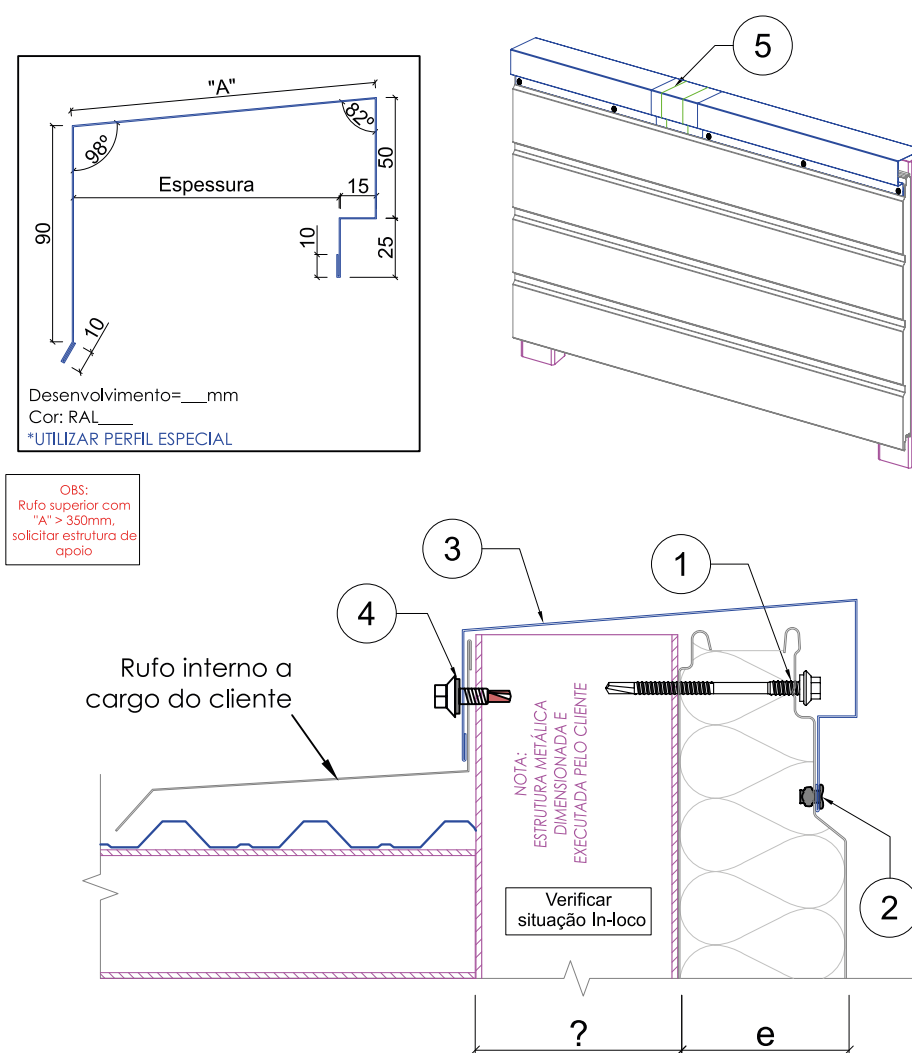 "A"
98º
82º
50
Espessura
15
90
10
25
10
Desenvolvimento=___mm
Cor: RAL____
*UTILIZAR PERFIL ESPECIAL
5
OBS:
Rufo superior com
"A" > 350mm,
solicitar estrutura de
apoio
3
1
4
Rufo interno a
cargo do cliente
NOTA:
ESTRUTURA METÁLICA
DIMENSIONADA E
EXECUTADA PELO CLIENTE
Verificar
situação In-loco
2
?
e